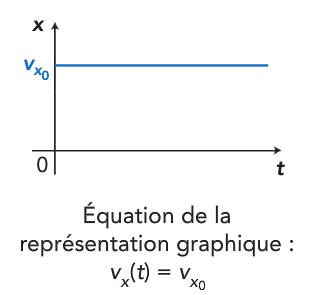 x
v_{x_0}
0
t
Équation de la
représentation graphique :
v_x(t) = v_{x_0}